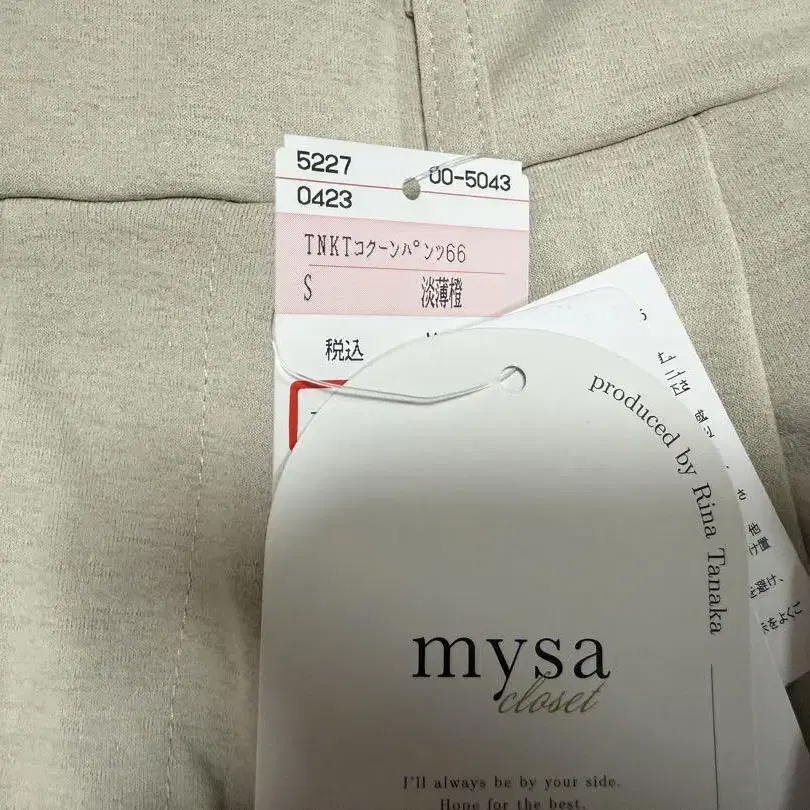 5227
00-5043
0423
TNKTコクーンパンツ66
S
淡薄橙
税込
produced by Rina Tanaka
mysa
closet
I'll always be by your side.
Hope for the best.